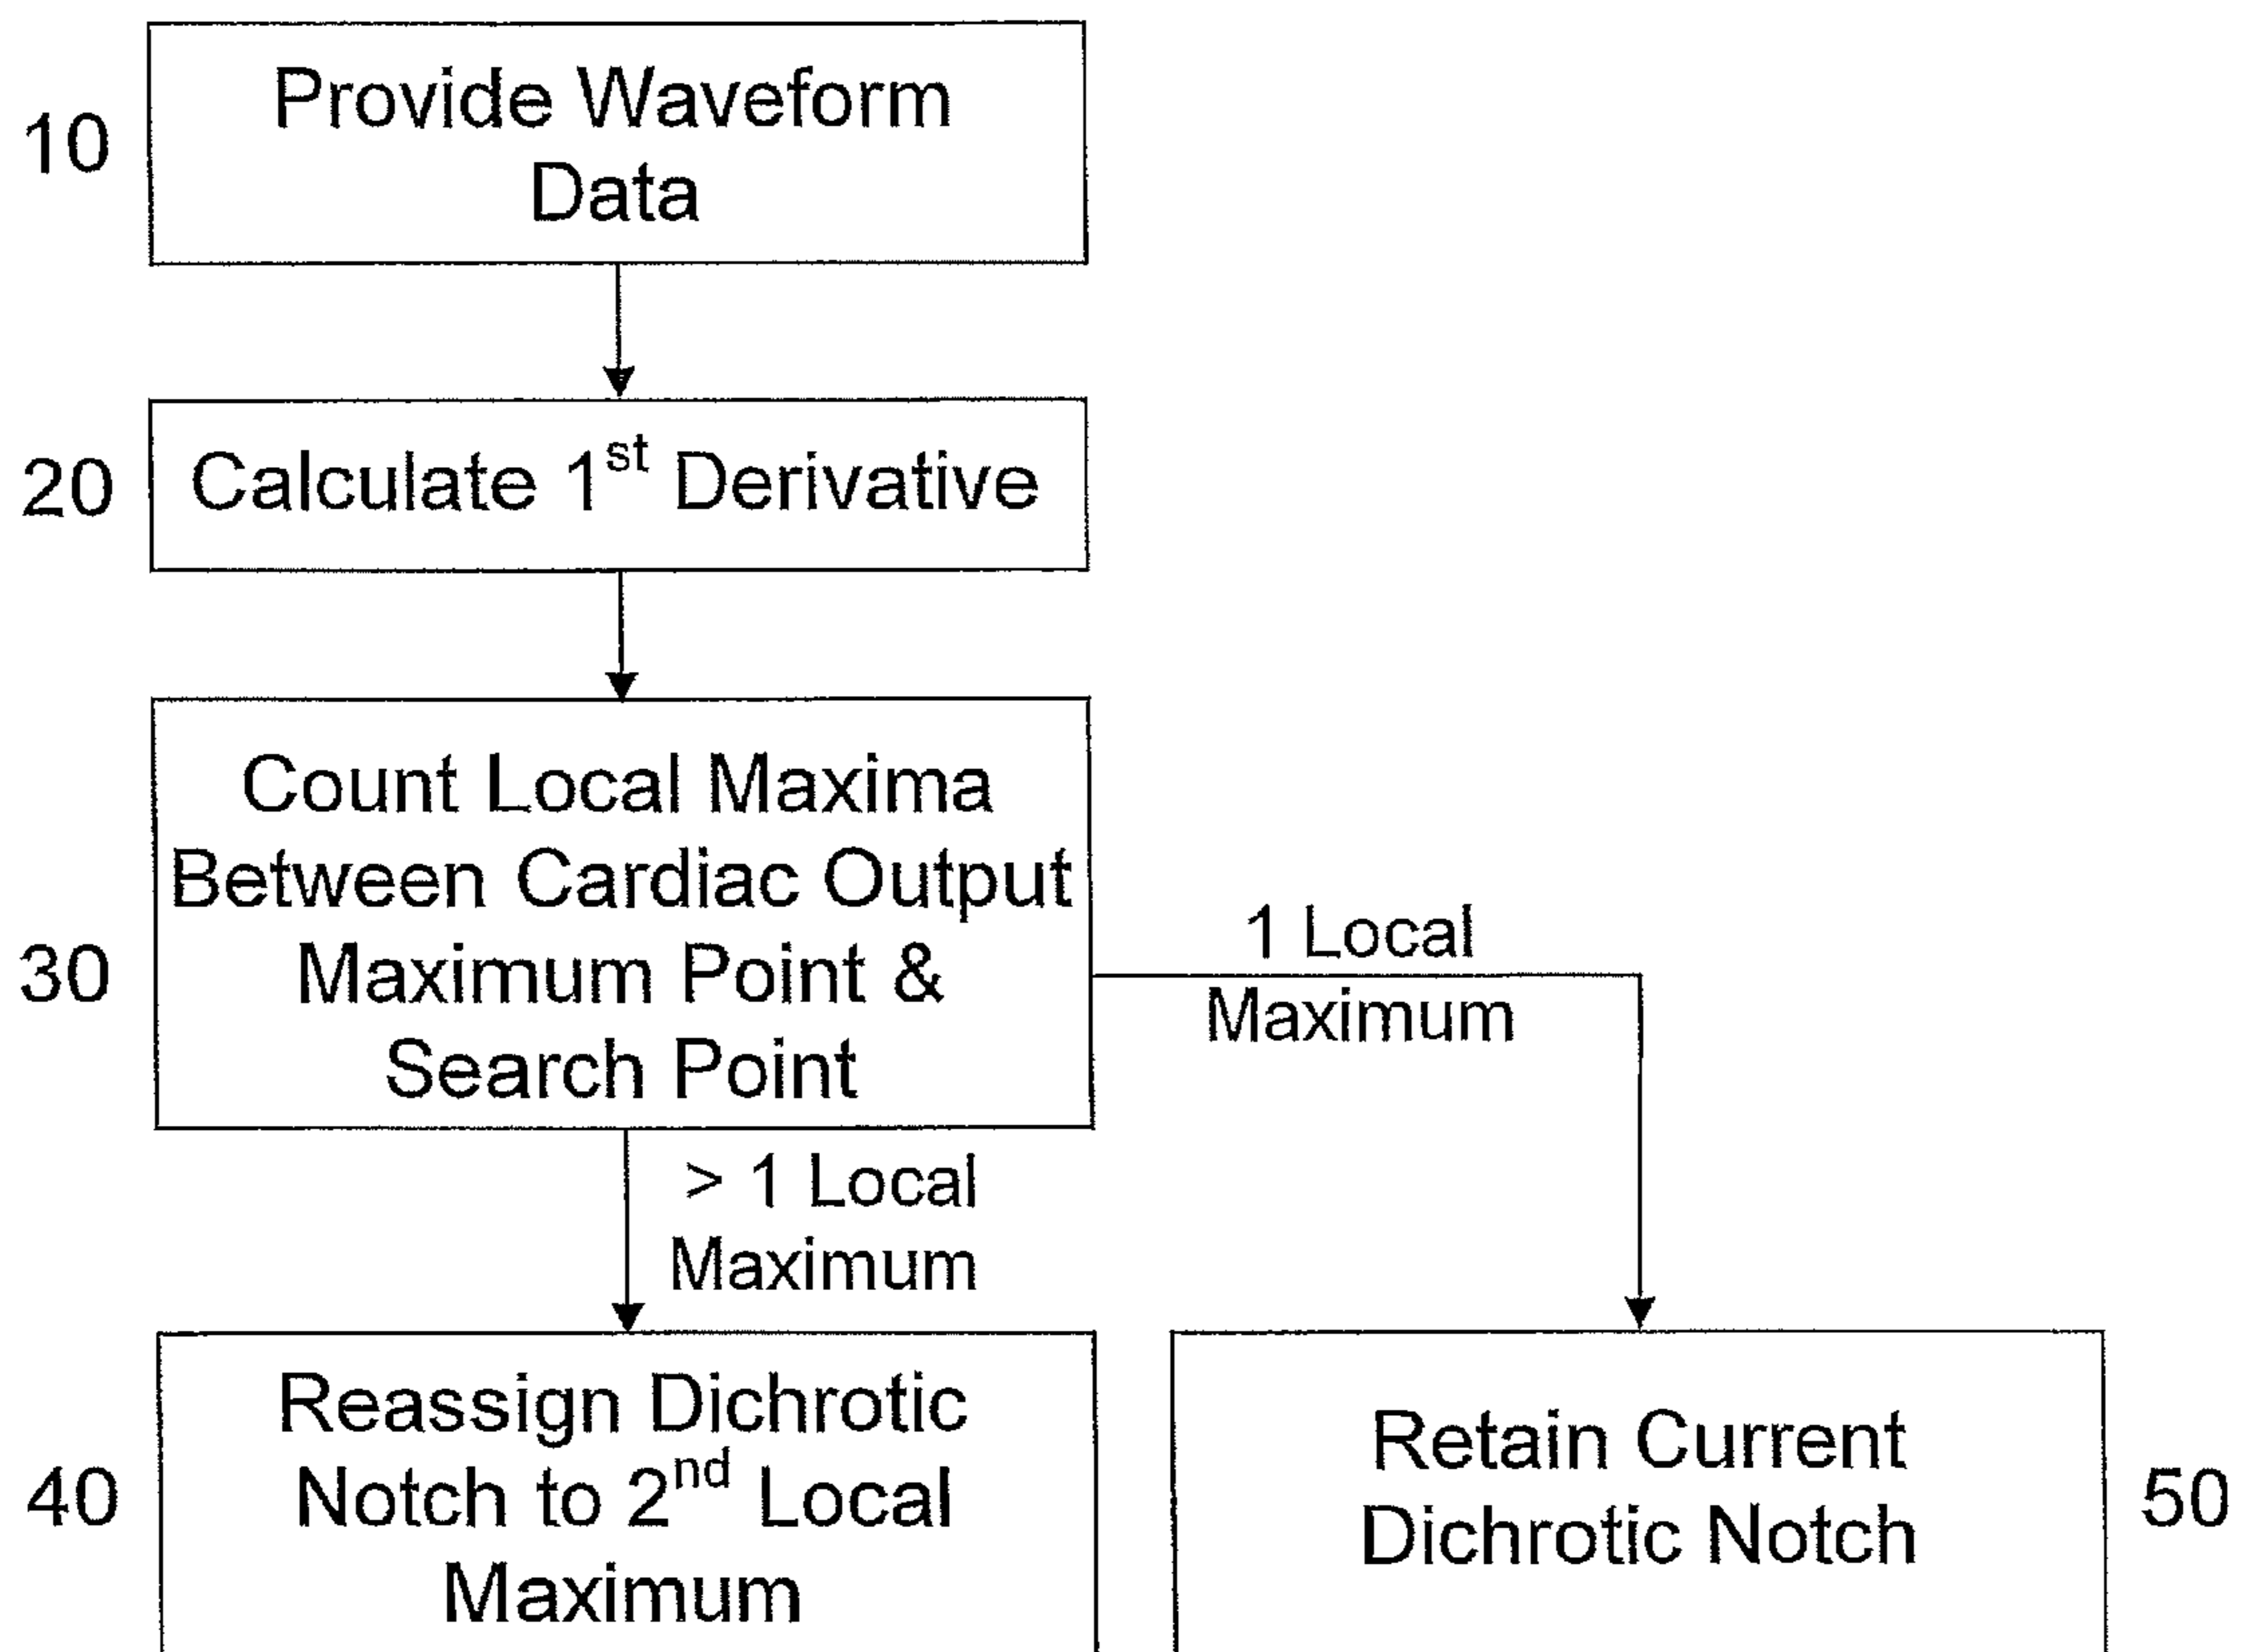 10
Provide Waveform
Data
20
Calculate 1st Derivative
30
Count Local Maxima
Between Cardiac Output
Maximum Point &
Search Point
1 Local
Maximum
> 1 Local
Maximum
40
Reassign Dichrotic
Notch to 2nd Local
Maximum
Retain Current
Dichrotic Notch
50